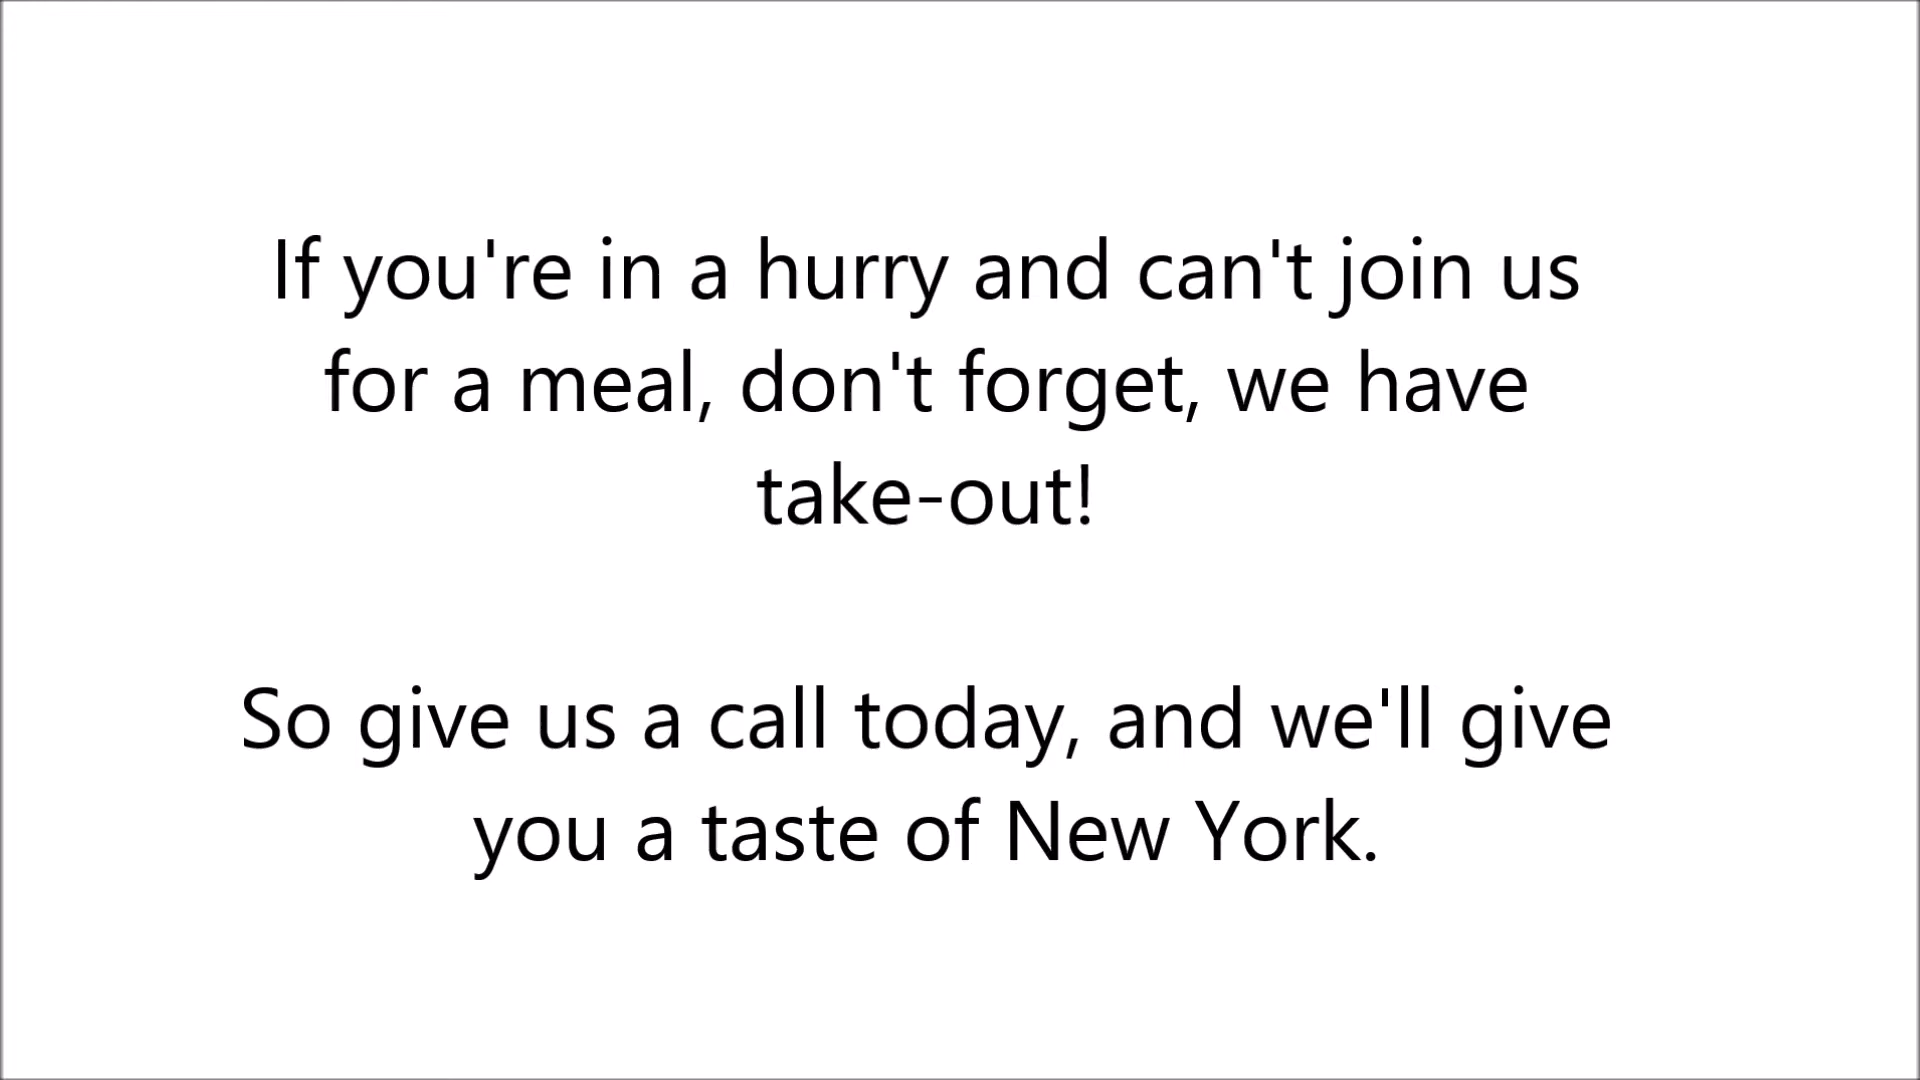 If you're in a hurry and can't join us
for a meal, don't forget, we have
take-out!
So give us a call today, and we'll give
you a taste of New York.